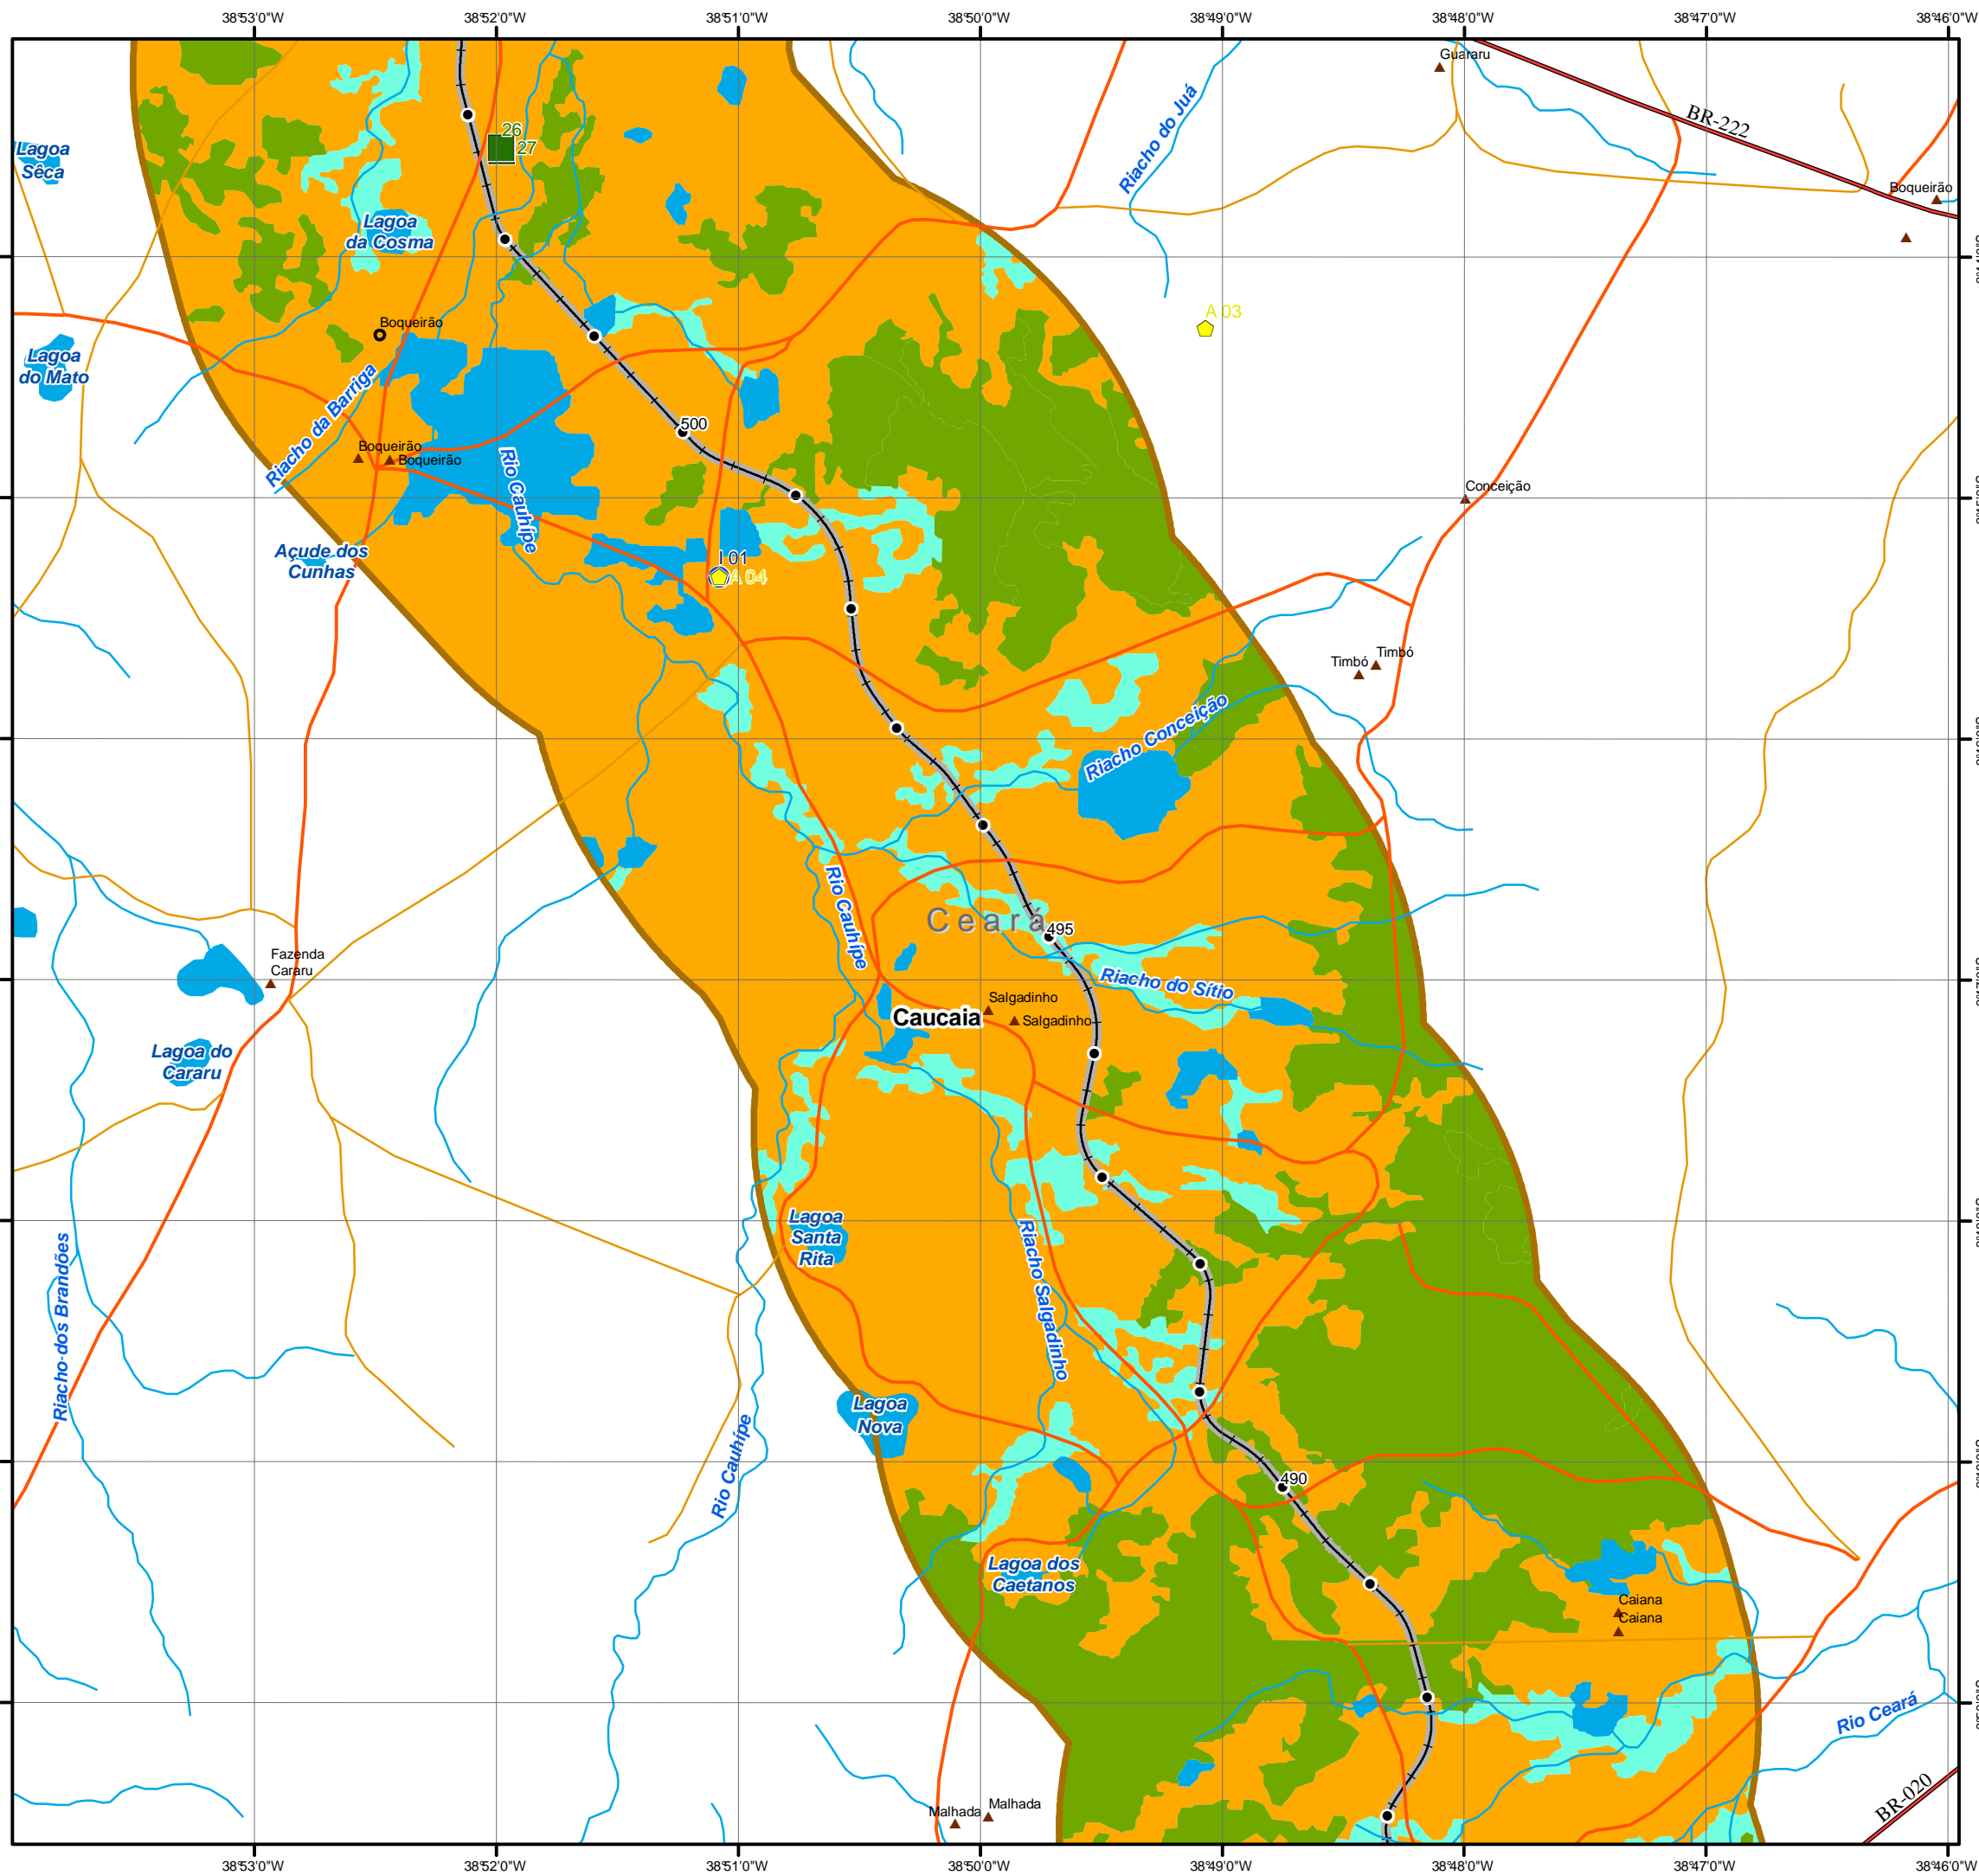 38°53'0"W 38°52'0"W 38°51'0"W 38°50'0"W 38°49'0"W 38°48'0"W 38°47'0"W 38°46'0"W
Guararu
BR-222
Riacho do Juá
26
27
Lagoa
Sêca
Boqueirão
Lagoa
da Cosma
A 03
Boqueirão
Lagoa
do Mato
Riacho da Barriga
500
Boqueirão
Boqueirão
Rio Cauhípe
Conceição
Açude dos
Cunhas
I 01
A 04
Timbó
Timbó
Riacho Conceição
Rio Cauhípe
Ceará
495
Fazenda
Cararu
Riacho do Sítio
Salgadinho
Caucaia
Salgadinho
Lagoa do
Cararu
Lagoa
Santa
Rita
Riacho Salgadinho
Riacho dos Brandões
Lagoa
Nova
Rio Cauhípe
490
Lagoa dos
Caetanos
Caiana
Caiana
Rio Ceará
BR-020
Malhada
Malhada
38°53'0"W 38°52'0"W 38°51'0"W 38°50'0"W 38°49'0"W 38°48'0"W 38°47'0"W 38°46'0"W